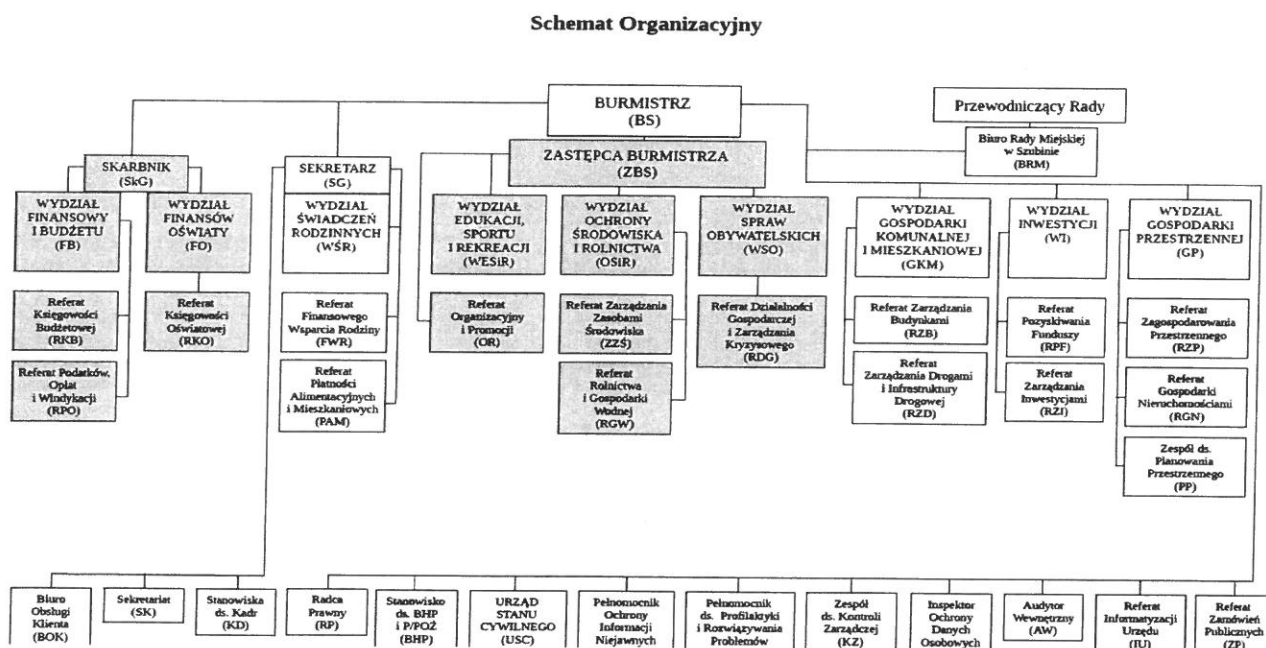 Schemat Organizacyjny
BURMISTRZ
(BS)
Przewodniczący Rady
Biuro Rady Miejskiej
w Szubinie
(BRM)
ZASTĘPCA BURMISTRZA
(ZBS)
SKARBNIK
(SkG)
SEKRETARZ
(SG)
WYDZIAŁ
FINANSOWY
I BUDŻETU
(FB)
WYDZIAŁ
FINANSÓW
OŚWIATY
(FO)
WYDZIAŁ
ŚWIADCZEŃ
RODZINNYCH
(WŚR)
WYDZIAŁ
EDUKACJI,
SPORTU
I REKREACJI
(WESiR)
WYDZIAŁ
OCHRONY
ŚRODOWISKA
I ROLNICTWA
(OSiR)
WYDZIAŁ
SPRAW
OBYWATELSKICH
(WSO)
WYDZIAŁ
GOSPODARKI
KOMUNALNEJ
I MIESZKANIOWEJ
(GKM)
WYDZIAŁ
INWESTYCJI
(WI)
WYDZIAŁ
GOSPODARKI
PRZESTRZENNEJ
(GP)
Referat
Księgowości
Budżetowej
(RKB)
Referat
Księgowości
Oświatowej
(RKO)
Referat
Finansowego
Wsparcia Rodziny
(FWR)
Referat
Organizacyjny
i Promocji
(OR)
Referat Zarządzania
Zasobami
Środowiska
(ZZŚ)
Referat Działalności
Gospodarczej
i Zarządzania
Kryzysowego
(RDG)
Referat Zarządzania
Budynkami
(RZB)
Referat
Pozyskiwania
Funduszy
(RPF)
Referat
Zagospodarowania
Przestrzennego
(RZP)
Referat Podatków,
Opłat
i Windykacji
(RPO)
Referat
Płatności
Alimentacyjnych
i Mieszkaniowych
(PAM)
Referat
Rolnictwa
i Gospodarki
Wodnej
(RGW)
Referat
Zarządzania Drogami
i Infrastruktury
Drogowej
(RZD)
Referat
Zarządzania
Inwestycjami
(RZI)
Referat
Gospodarki
Nieruchomościami
(RGN)
Zespół ds.
Planowania
Przestrzennego
(PP)
Biuro
Obsługi
Klienta
(BOK)
Sekretariat
(SK)
Stanowiska
ds. Kadr
(KD)
Radca
Prawny
(RP)
Stanowisko
ds. BHP
i P/POŻ
(BHP)
URZĄD
STANU
CYWILNEGO
(USC)
Pełnomocnik
Ochrony
Informacji
Niejawnych
Pełnomocnik
ds. Profilaktyki
i Rozwiązywania
Problemów
Zespół
ds. Kontroli
Zarządczej
(KZ)
Inspektor
Ochrony
Danych
Osobowych
Audytor
Wewnętrzny
(AW)
Referat
Informatyzacji
Urzędu
(IU)
Referat
Zamówień
Publicznych
(ZP)